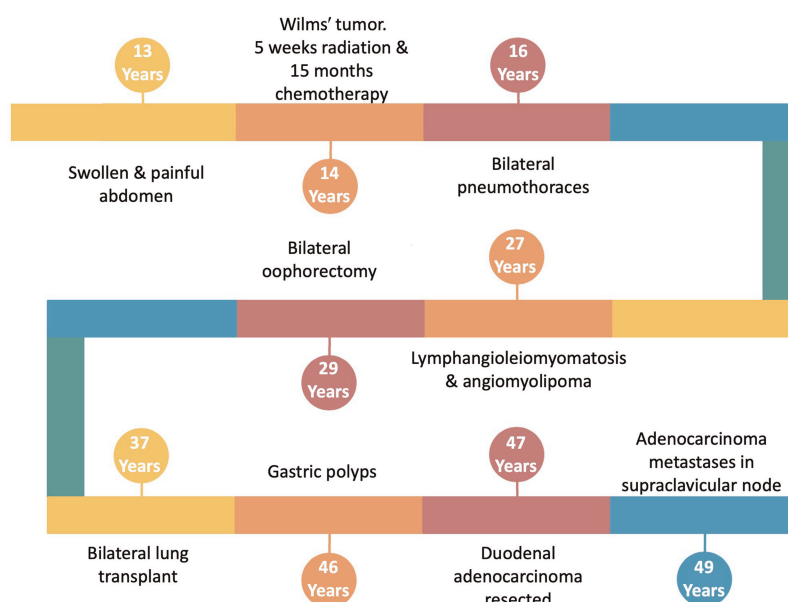 13
Years
Swollen & painful
abdomen
Wilms’ tumor.
5 weeks radiation &
15 months
chemotherapy
14
Years
16
Years
Bilateral
pneumothoraces
27
Years
Lymphangioleiomyomatosis
& angiomyolipoma
Bilateral
oophorectomy
29
Years
37
Years
Bilateral lung
transplant
Gastric polyps
46
Years
47
Years
Duodenal
adenocarcinoma
resected
Adenocarcinoma
metastases in
supraclavicular node
49
Years